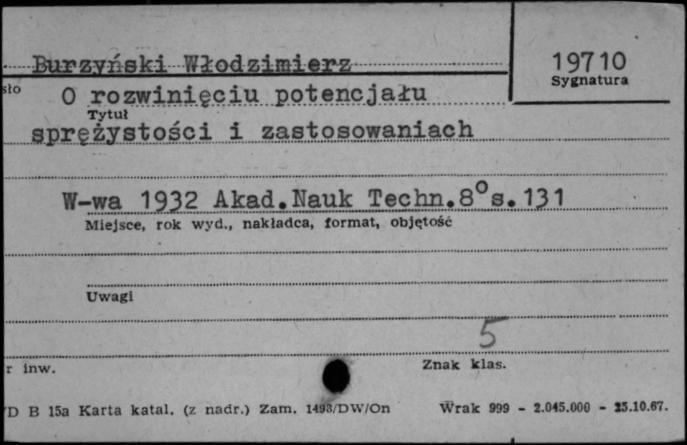 Burzyński Włodzimierz
19710
Sygnatura
sło
O rozwinięciu potencjału
Tytuł
sprężystości i zastosowaniach
W-wa 1932 Akad.Nauk Techn.8° s.131
Miejsce, rok wyd., nakładca, format, objętość
Uwagi
5
r inw.
Znak klas.
D B 15a Karta katal. (z nadr.) Zam. 1498/DW/On
Wrak 999 - 2.045.000 - 25.10.67.